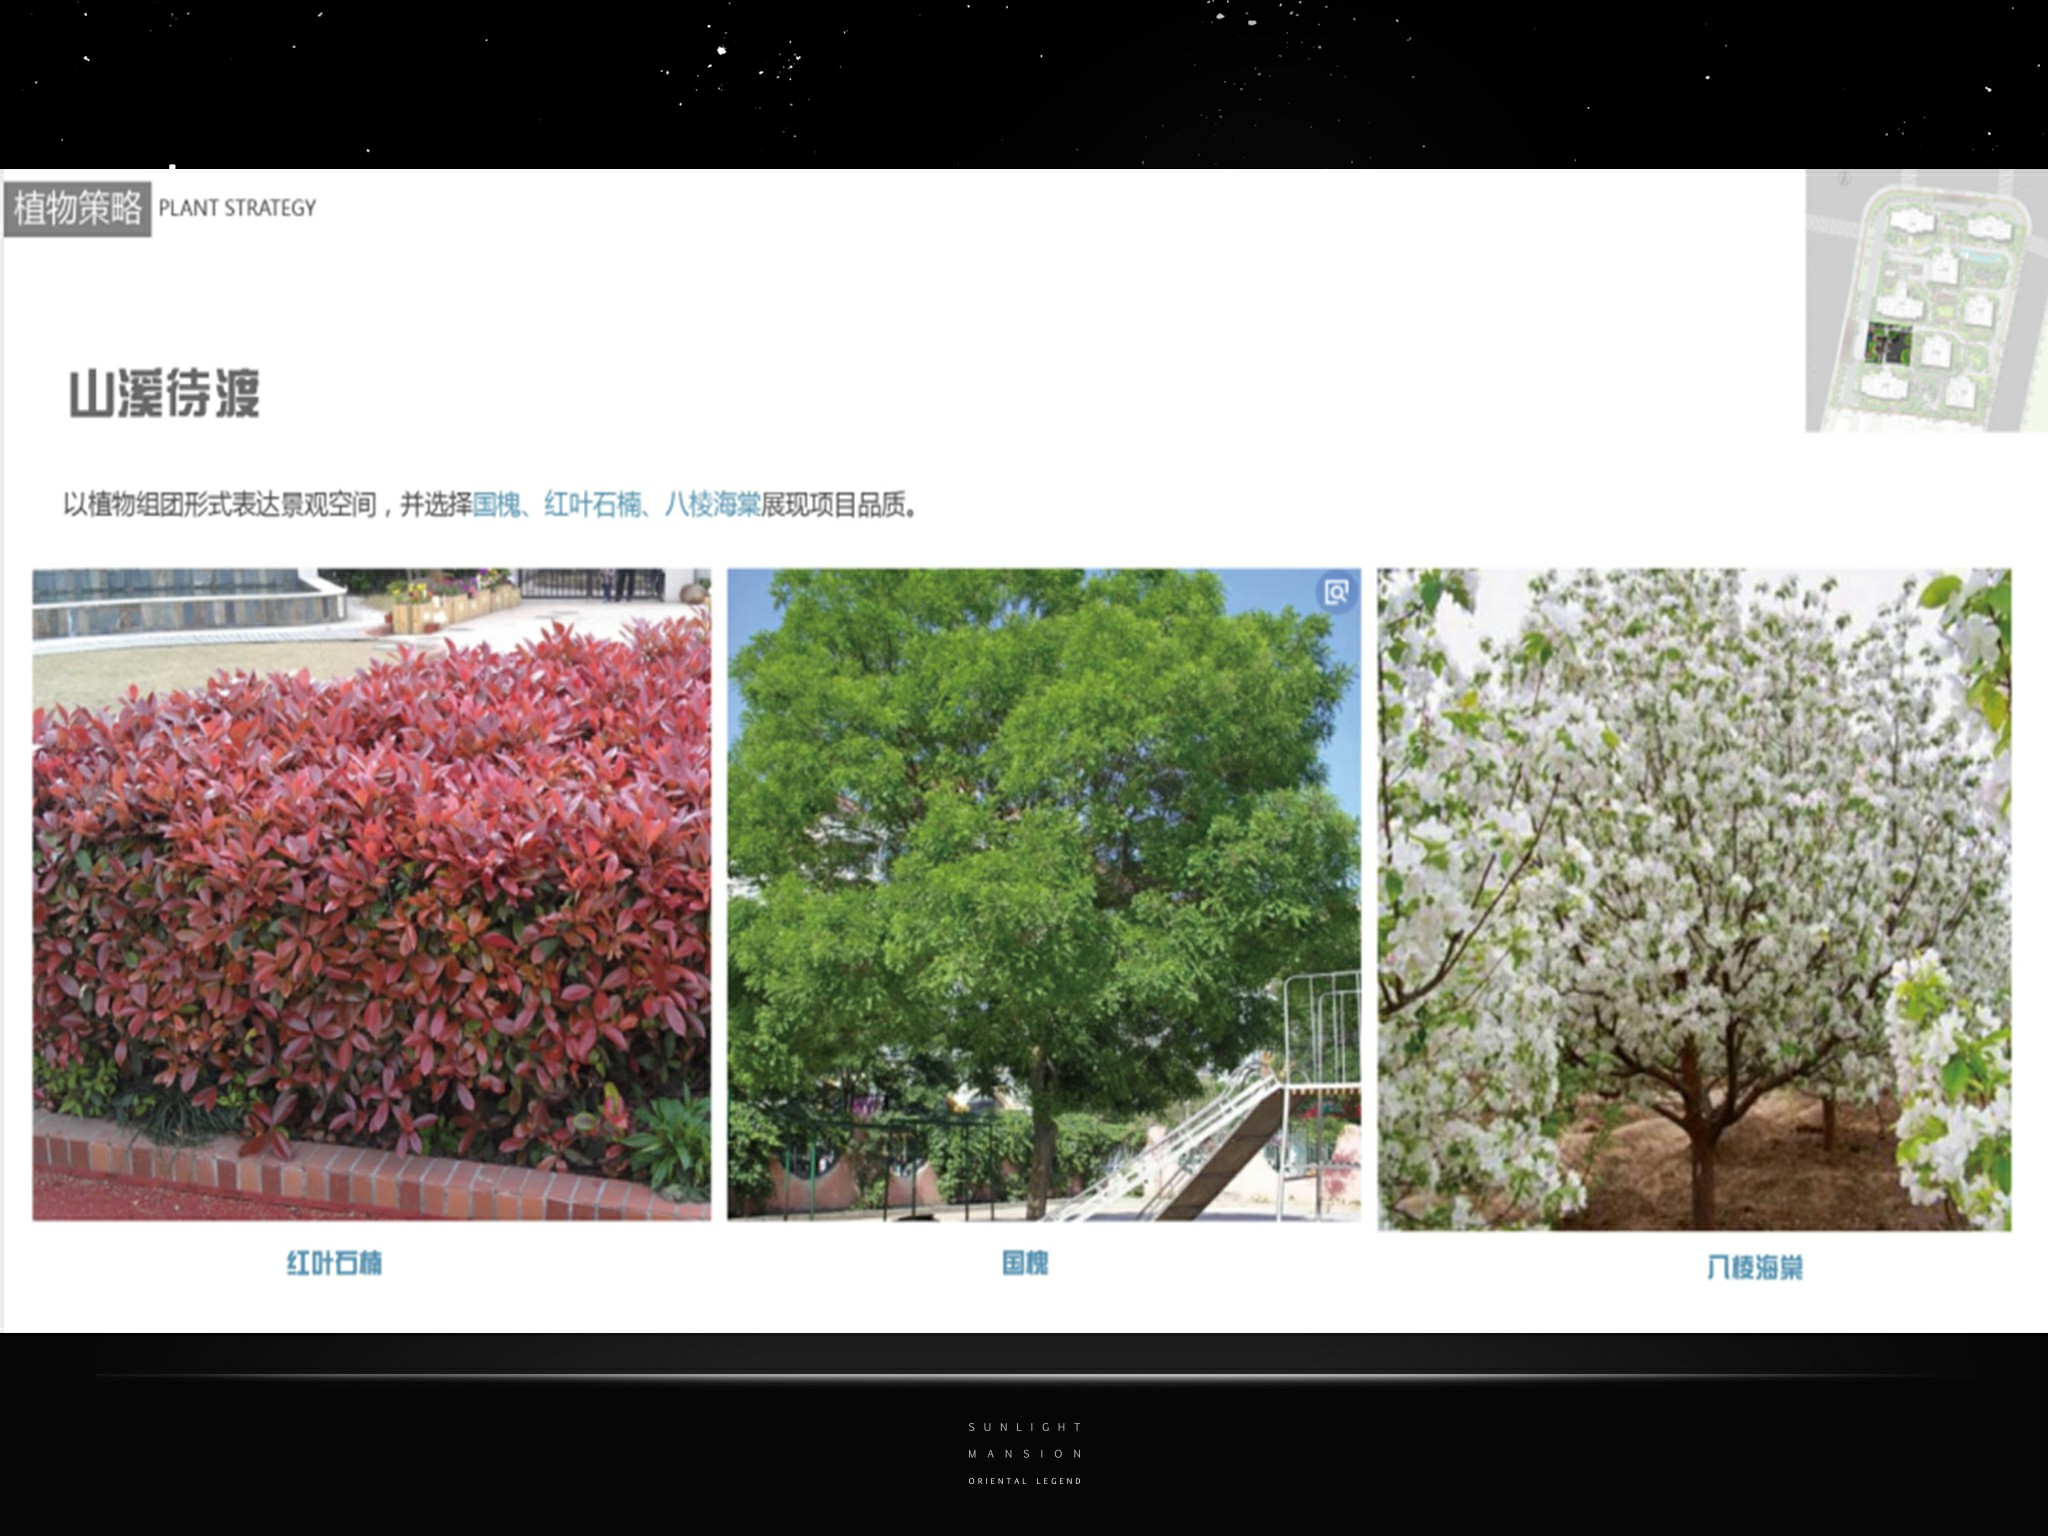 植物策略 PLANT STRATEGY
山溪待渡
以植物组团形式表达景观空间，并选择国槐、红叶石楠、八棱海棠展现项目品质。
红叶石楠
国槐
八棱海棠
SUNLIGHT
MANSION
ORIENTAL LEGEND